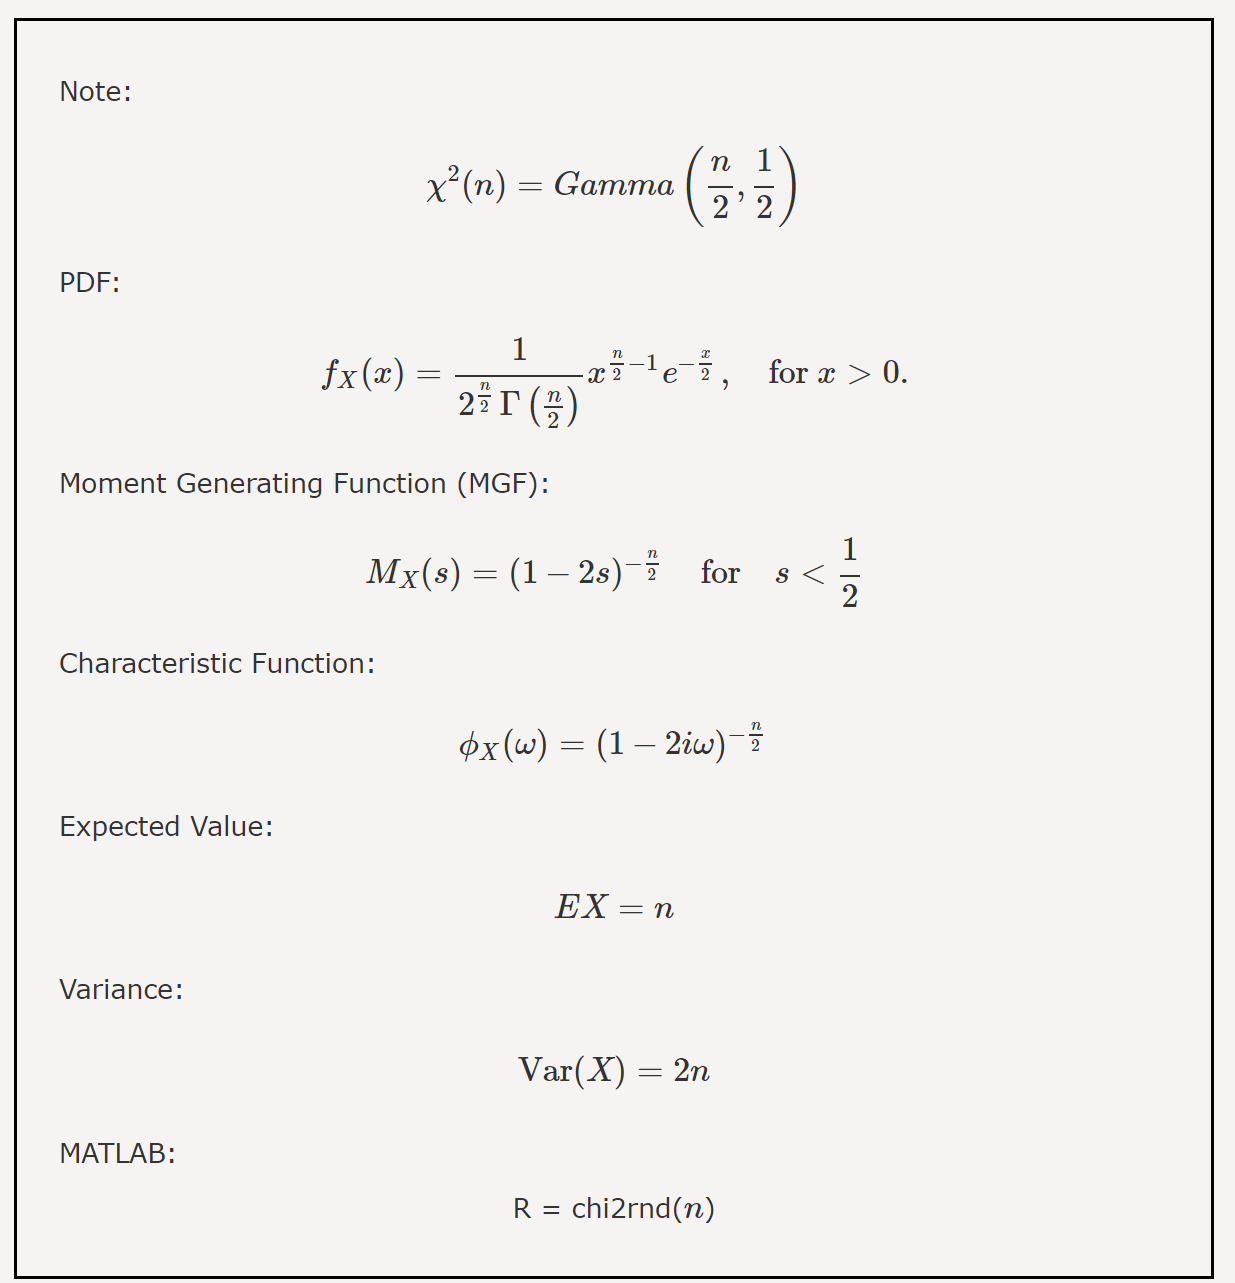 Note:
$\chi^2(n) = Gamma\left(\frac{n}{2}, \frac{1}{2}\right)$
PDF:
$f_X(x) = \frac{1}{2^{\frac{n}{2}} \Gamma\left(\frac{n}{2}\right)} x^{\frac{n}{2}-1} e^{-\frac{x}{2}}, \quad \text{for } x > 0.$
Moment Generating Function (MGF):
$M_X(s) = (1 - 2s)^{-\frac{n}{2}} \quad \text{for} \quad s < \frac{1}{2}$
Characteristic Function:
$\phi_X(\omega) = (1 - 2i\omega)^{-\frac{n}{2}}$
Expected Value:
$EX = n$
Variance:
$\text{Var}(X) = 2n$
MATLAB:
R = chi2rnd($n$)